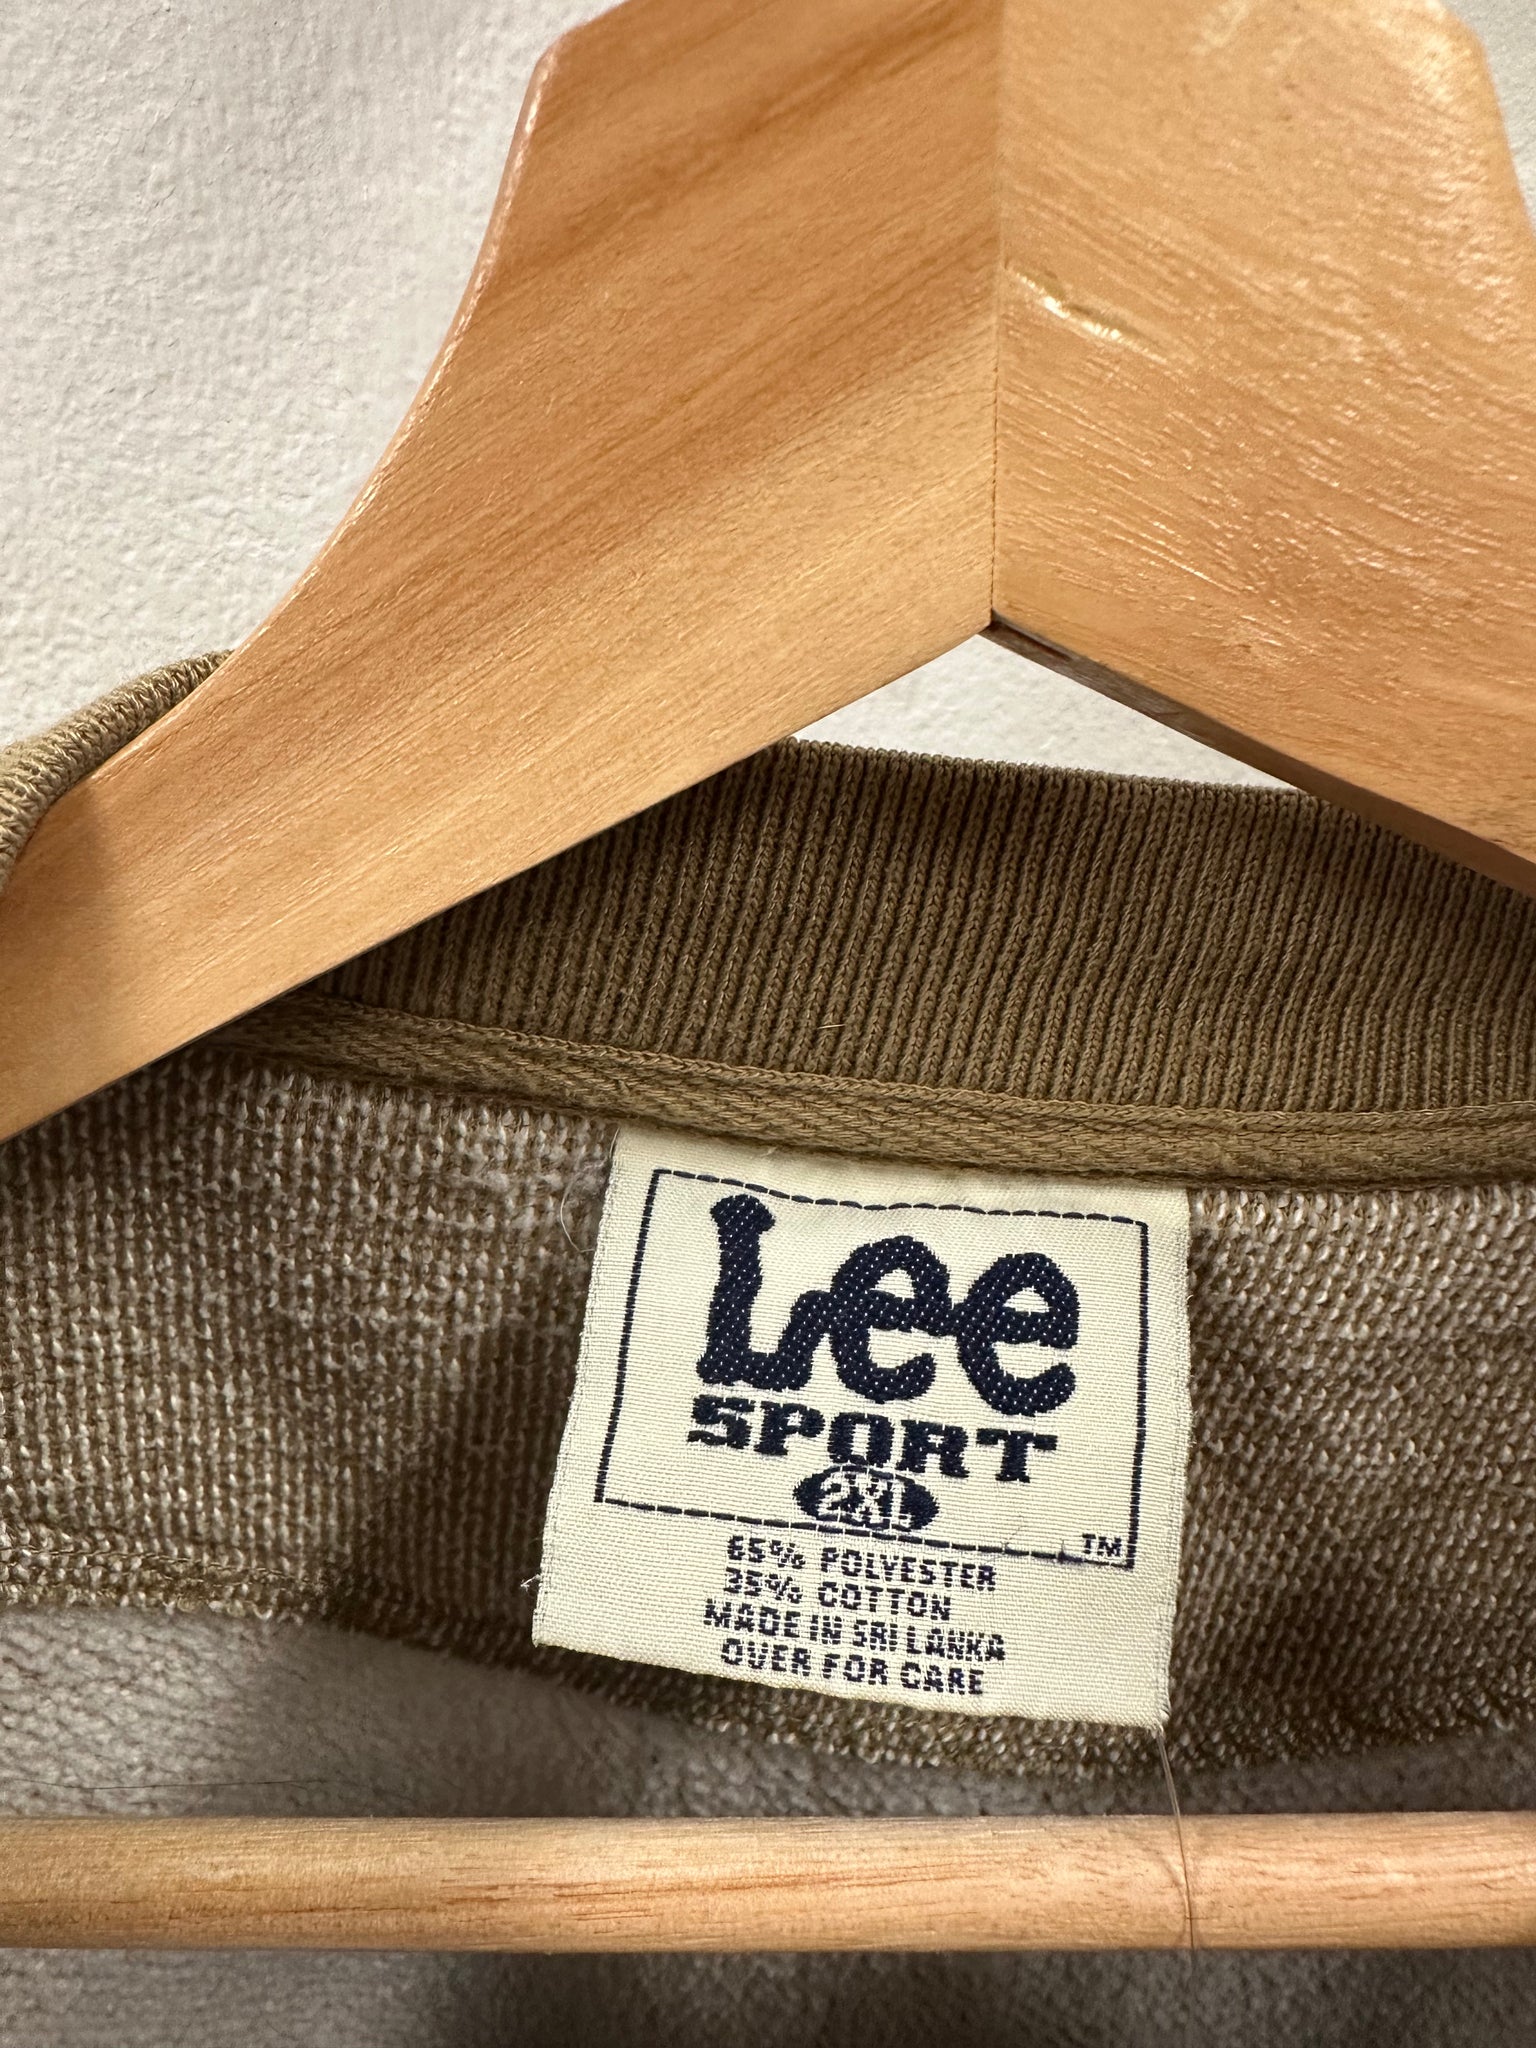 Lee
SPORT
2XL
TM
65% POLYESTER
35% COTTON
MADE IN SRI LANKA
OVER FOR CARE